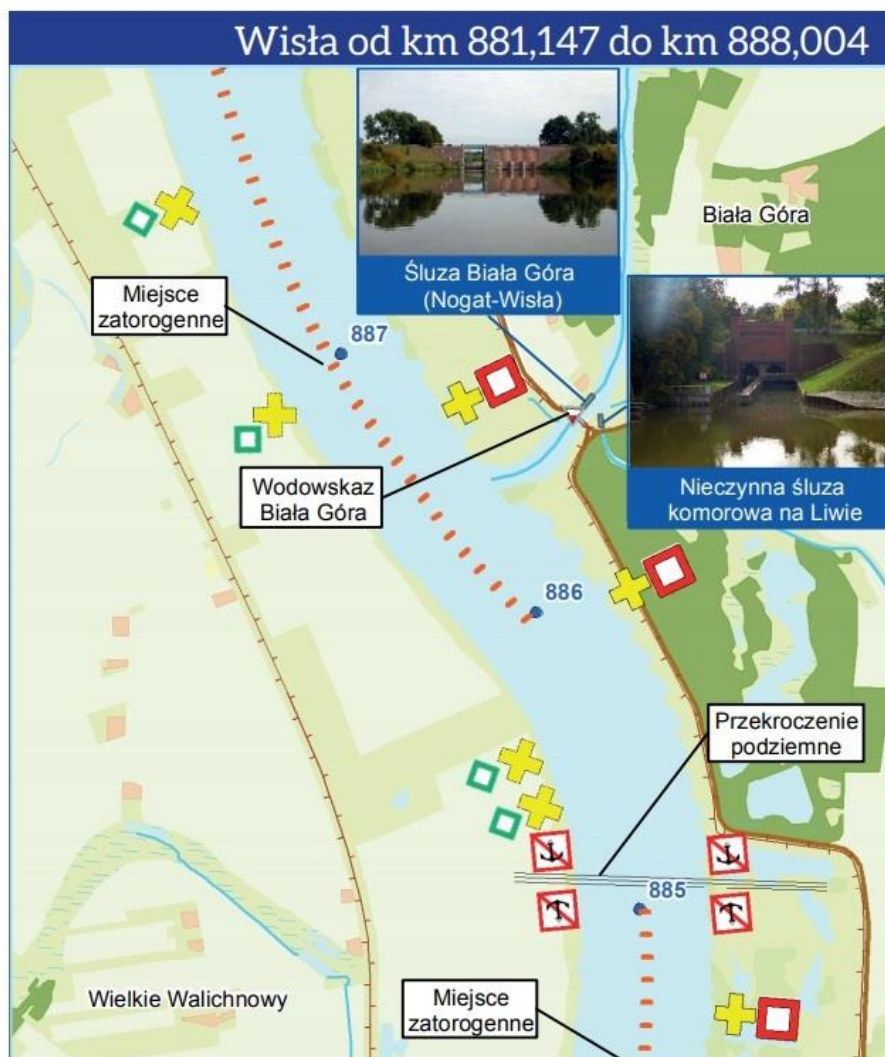 Wisła od km 881,147 do km 888,004
Biała Góra
Śluza Biała Góra
(Nogat-Wisła)
Miejsce
zatorogenne
887
Wodowskaz
Biała Góra
Nieczynna śluza
komorowa na Liwie
886
Przekroczenie
podziemne
885
Wielkie Walichnowy
Miejsce
zatorogenne